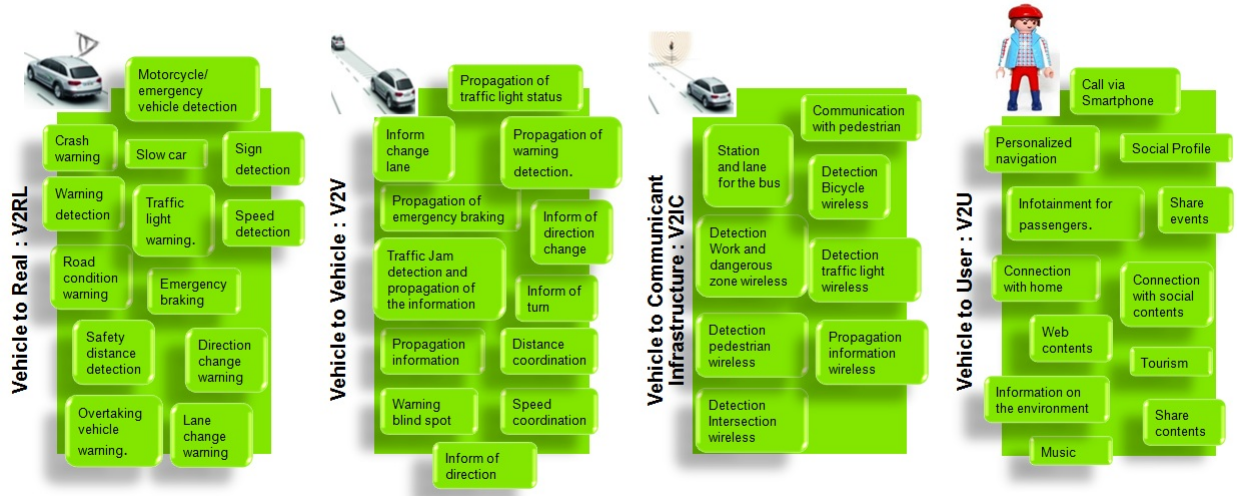 Vehicle to Real : V2RL
Motorcycle/
emergency
vehicle detection
Crash
warning
Slow car
Sign
detection
Warning
detection
Traffic
light
warning.
Speed
detection
Road
condition
warning
Emergency
braking
Safety
distance
detection
Direction
change
warning
Overtaking
vehicle
warning.
Lane
change
warning
Vehicle to Vehicle : V2V
Propagation of
traffic light status
Inform
change
lane
Propagation of
warning
detection.
Propagation of
emergency braking
Inform of
direction
change
Traffic Jam
detection and
propagation of
the information
Inform of
turn
Propagation
information
Distance
coordination
Warning
blind spot
Speed
coordination
Inform of
direction
Vehicle to Communicant
Infrastructure : V2IC
Communication
with pedestrian
Station
and lane
for the bus
Detection
Bicycle
wireless
Detection
Work and
dangerous
zone wireless
Detection
traffic light
wireless
Detection
pedestrian
wireless
Propagation
information
wireless
Detection
Intersection
wireless
Vehicle to User : V2U
Call via
Smartphone
Personalized
navigation
Social Profile
Infotainment for
passengers.
Share
events
Connection
with home
Connection
with social
contents
Web
contents
Tourism
Information on
the environment
Share
contents
Music